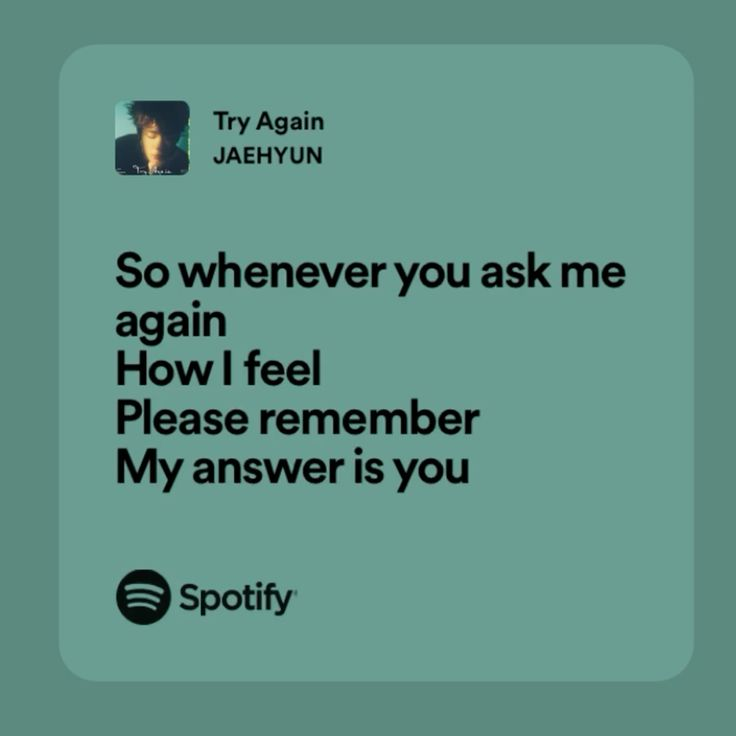 Try Again
JAEHYUN
So whenever you ask me
again
How I feel
Please remember
My answer is you
Spotify